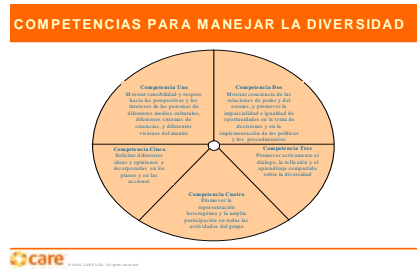 COMPETENCIAS PARA MANEJAR LA DIVERSIDAD
Competencia Uno
Mostrar sensibilidad y respeto
hacia las perspectivas y los
intereses de las personas de
diferentes medios culturales,
diferentes sistemas de
creencias, y diferentes
visiones del mundo
Competencia Dos
Mostrar conciencia de las
relaciones de poder y del
estatus, y promover la
imparcialidad e igualdad de
oportunidades en la toma de
decisiones y en la
implementación de las políticas
y los procedimientos
Competencia Tres
Promover activamente el
diálogo, la reflexión y el
aprendizaje compartido
sobre la diversidad
Competencia Cuatro
Promover la
representación
heterogénea y la amplia
participación en todas las
actividades del grupo
Competencia Cinco
Solicitar diferentes
ideas y opiniones e
incorporarlas en los
planes y en las
acciones
care
All rights reserved.